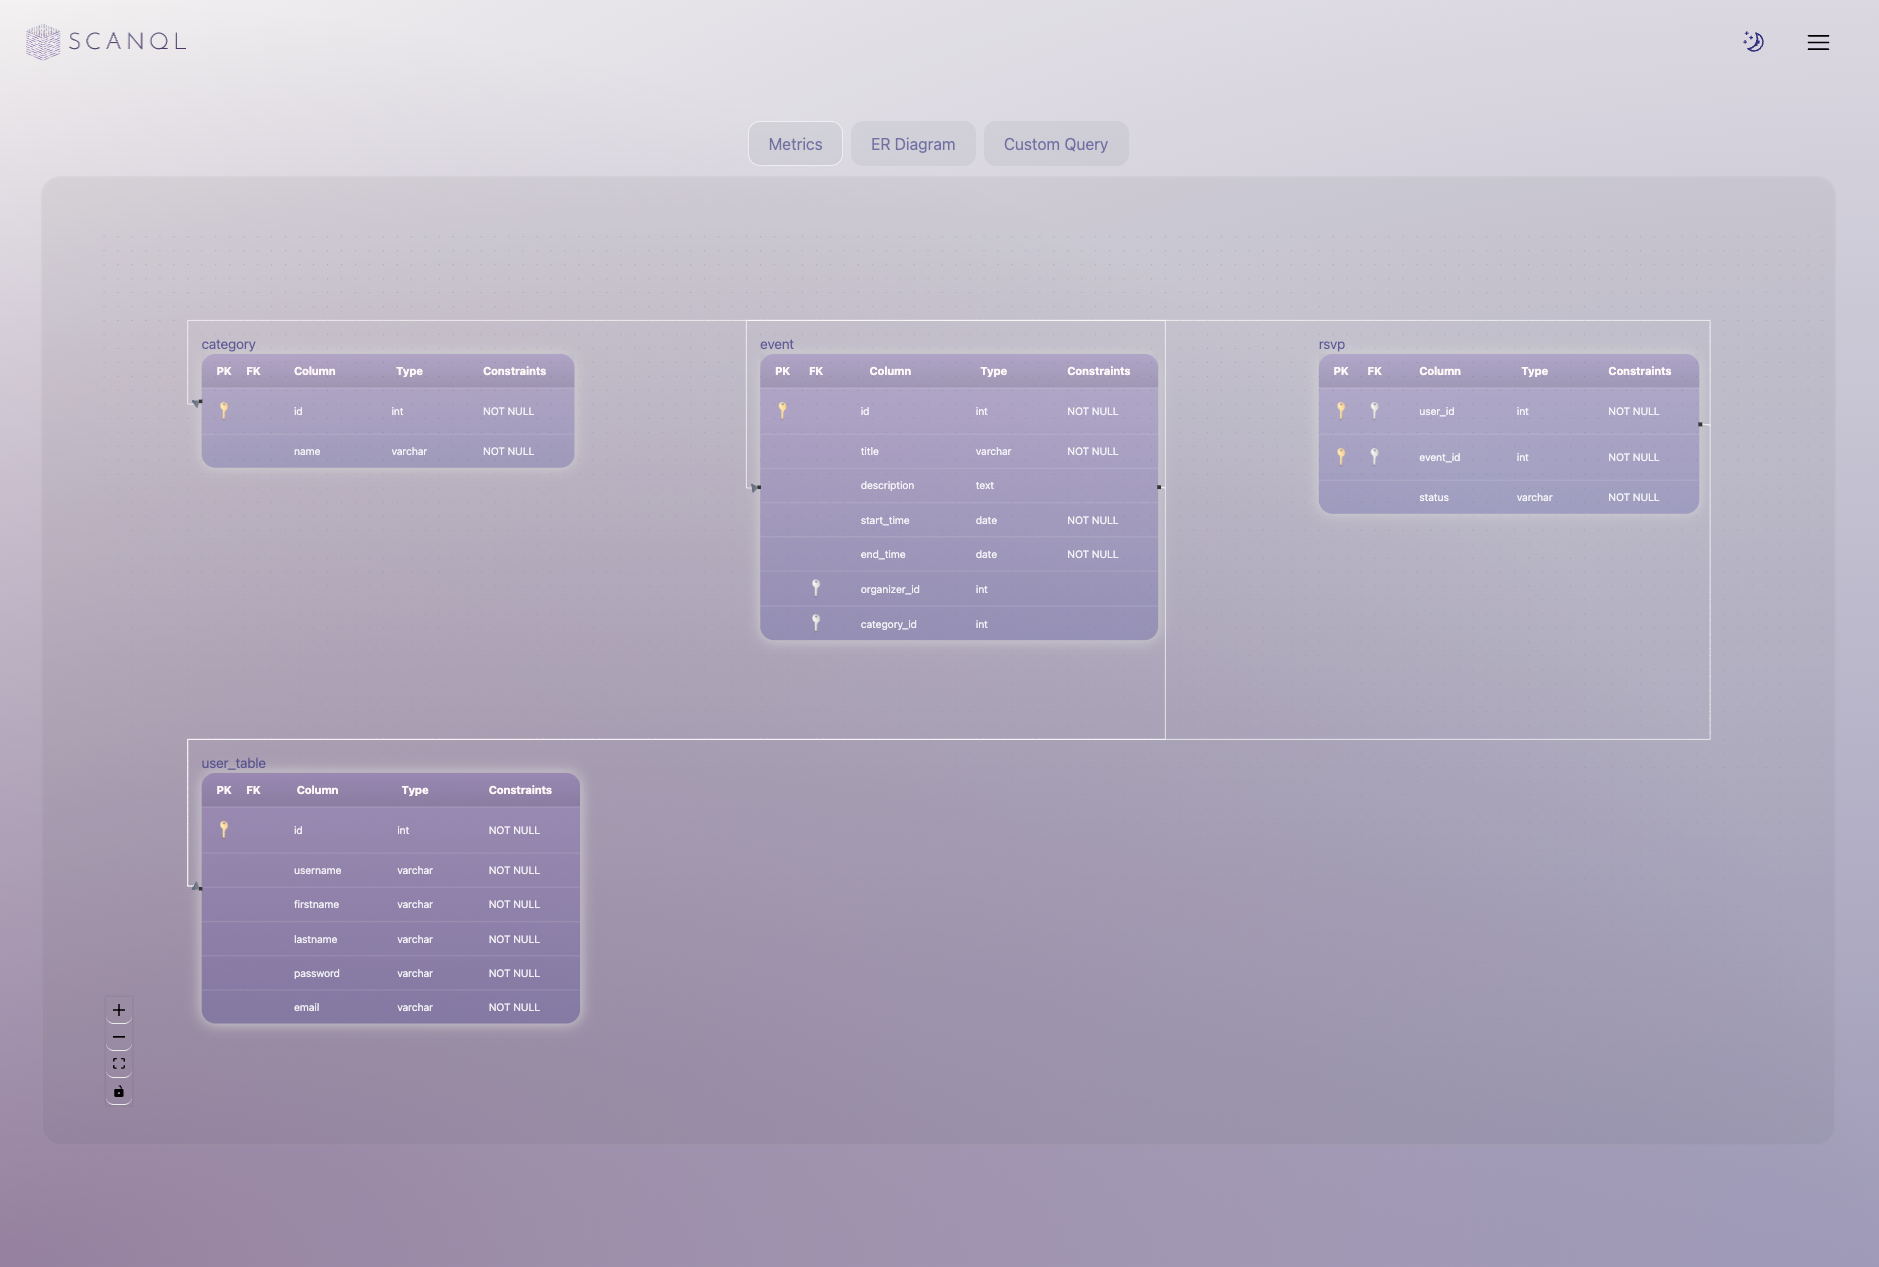 SCANQL
Metrics
ER Diagram
Custom Query
category
PK FK Column Type Constraints
id int NOT NULL
name varchar NOT NULL
event
PK FK Column Type Constraints
id int NOT NULL
title varchar NOT NULL
description text
start_time date NOT NULL
end_time date NOT NULL
organizer_id int
category_id int
rsvp
PK FK Column Type Constraints
user_id int NOT NULL
event_id int NOT NULL
status varchar NOT NULL
user_table
PK FK Column Type Constraints
id int NOT NULL
username varchar NOT NULL
firstname varchar NOT NULL
lastname varchar NOT NULL
password varchar NOT NULL
email varchar NOT NULL